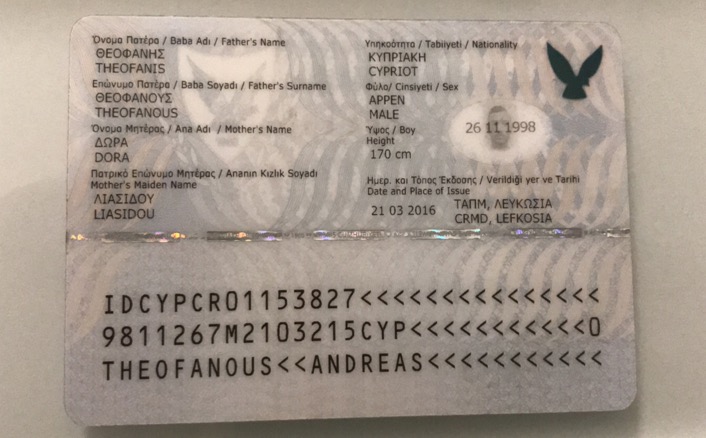 Όνομα Πατέρα / Baba Adı / Father's Name
ΘΕΟΦΑΝΗΣ
THEOFANIS
Επώνυμο Πατέρα / Baba Soyadı / Father's Surname
ΘΕΟΦΑΝΟΥΣ
THEOFANOUS
Όνομα Μητέρας / Ana Adı / Mother's Name
ΔΩΡΑ
DORA
Πατρικό Επώνυμο Μητέρας / Ananın Kızlık Soyadı
Mother's Maiden Name
ΛΙΑΣΙΔΟΥ
LIASIDOU
Υπηκοότητα / Tabiiyeti / Nationality
ΚΥΠΡΙΑΚΗ
CYPRIOT
Φύλο/ Cinsiyeti / Sex
ΑΡΡΕΝ
MALE
Ύψος / Boy
Height
170 cm
26 11 1998
Ημερ. και Τόπος Έκδοσης / Verildiği yer ve Tarihi
Date and Place of Issue
21 03 2016
ΤΑΠΜ, ΛΕΥΚΩΣΙΑ
CRMD, LEFKOSIA
IDCYPCR01153827<<<<<<<<<<<<<<<
9811267M2103215CYP<<<<<<<<<<<0
THEOFANOUS<<ANDREAS<<<<<<<<<<<